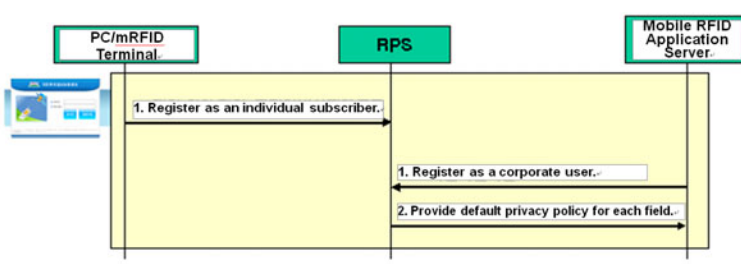 PC/mRFID
Terminal
RPS
Mobile RFID
Application
Server
1. Register as an individual subscriber.
1. Register as a corporate user.
2. Provide default privacy policy for each field.